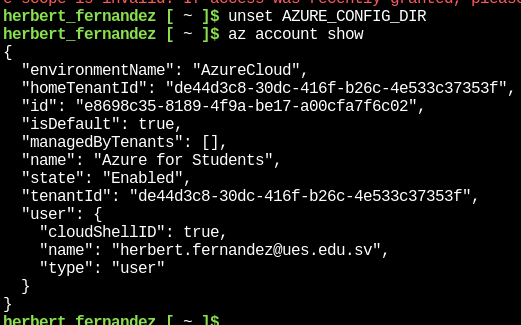 e scope is invalid. If access was recently granted, please
herbert_fernandez [ ~ ]$ unset AZURE_CONFIG_DIR
herbert_fernandez [ ~ ]$ az account show
{
  "environmentName": "AzureCloud",
  "homeTenantId": "de44d3c8-30dc-416f-b26c-4e533c37353f",
  "id": "e8698c35-8189-4f9a-be17-a00cfa7f6c02",
  "isDefault": true,
  "managedByTenants": [],
  "name": "Azure for Students",
  "state": "Enabled",
  "tenantId": "de44d3c8-30dc-416f-b26c-4e533c37353f",
  "user": {
    "cloudShellID": true,
    "name": "herbert.fernandez@ues.edu.sv",
    "type": "user"
  }
}
herbert_fernandez [ ~ ]$